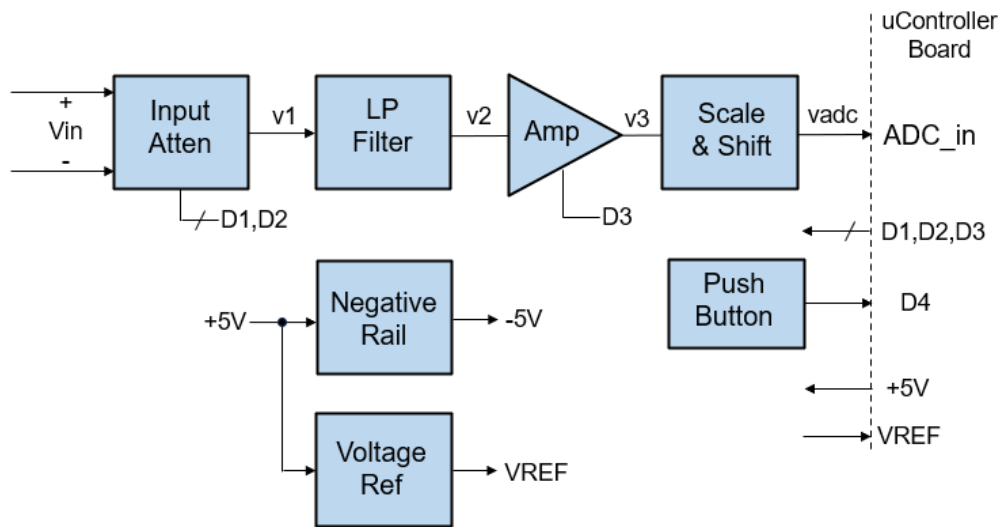 uController
Board
+
Vin
-
Input
Atten
v1
LP
Filter
v2
Amp
v3
Scale
& Shift
vadc
ADC_in
D1,D2
D3
D1,D2,D3
Push
Button
D4
+5V
Negative
Rail
-5V
+5V
Voltage
Ref
VREF
VREF